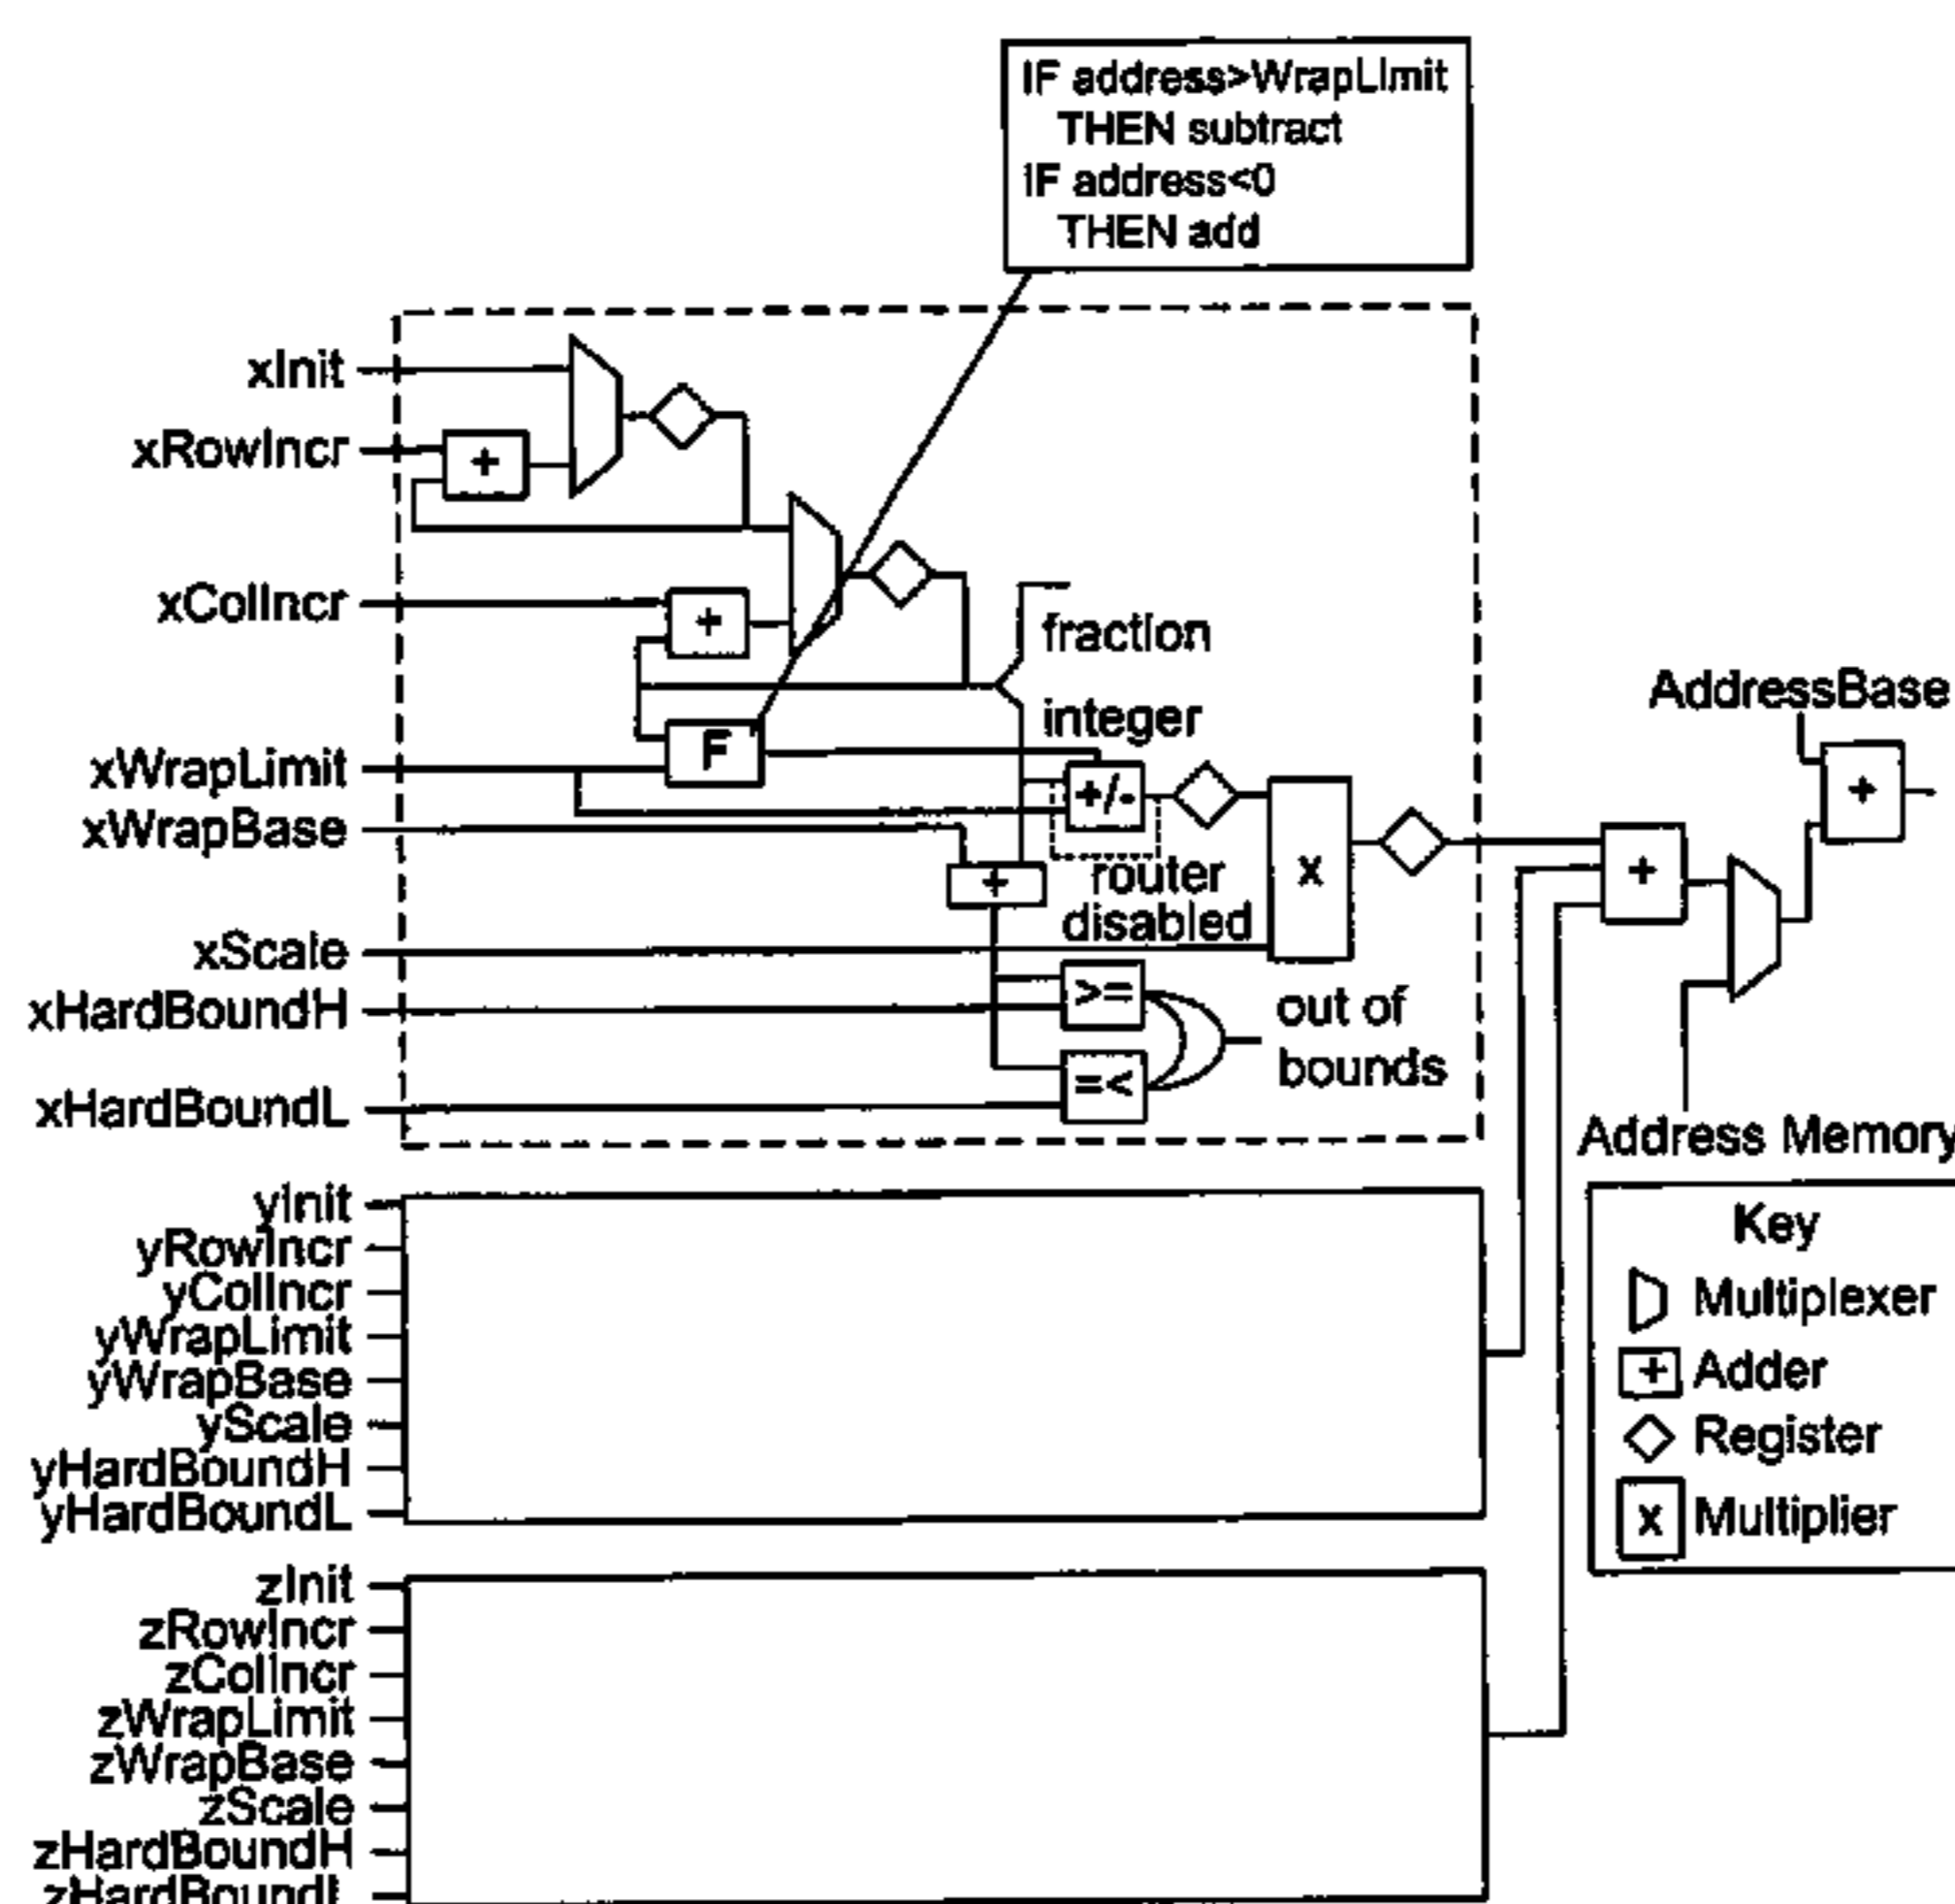 IF address>WrapLimit
THEN subtract
IF address<0
THEN add
xInit
xRowIncr
+
xColIncr
+
fraction
integer
AddressBase
xWrapLimit
F
+/-
+
xWrapBase
+
router
disabled
x
+
xScale
xHardBoundH
>=
out of
bounds
xHardBoundL
=<
Address Memory
yInit
yRowIncr
yColIncr
yWrapLimit
yWrapBase
yScale
yHardBoundH
yHardBoundL
Key
Multiplexer
+ Adder
Register
x Multiplier
zInit
zRowIncr
zColIncr
zWrapLimit
zWrapBase
zScale
zHardBoundH
zHardBoundL